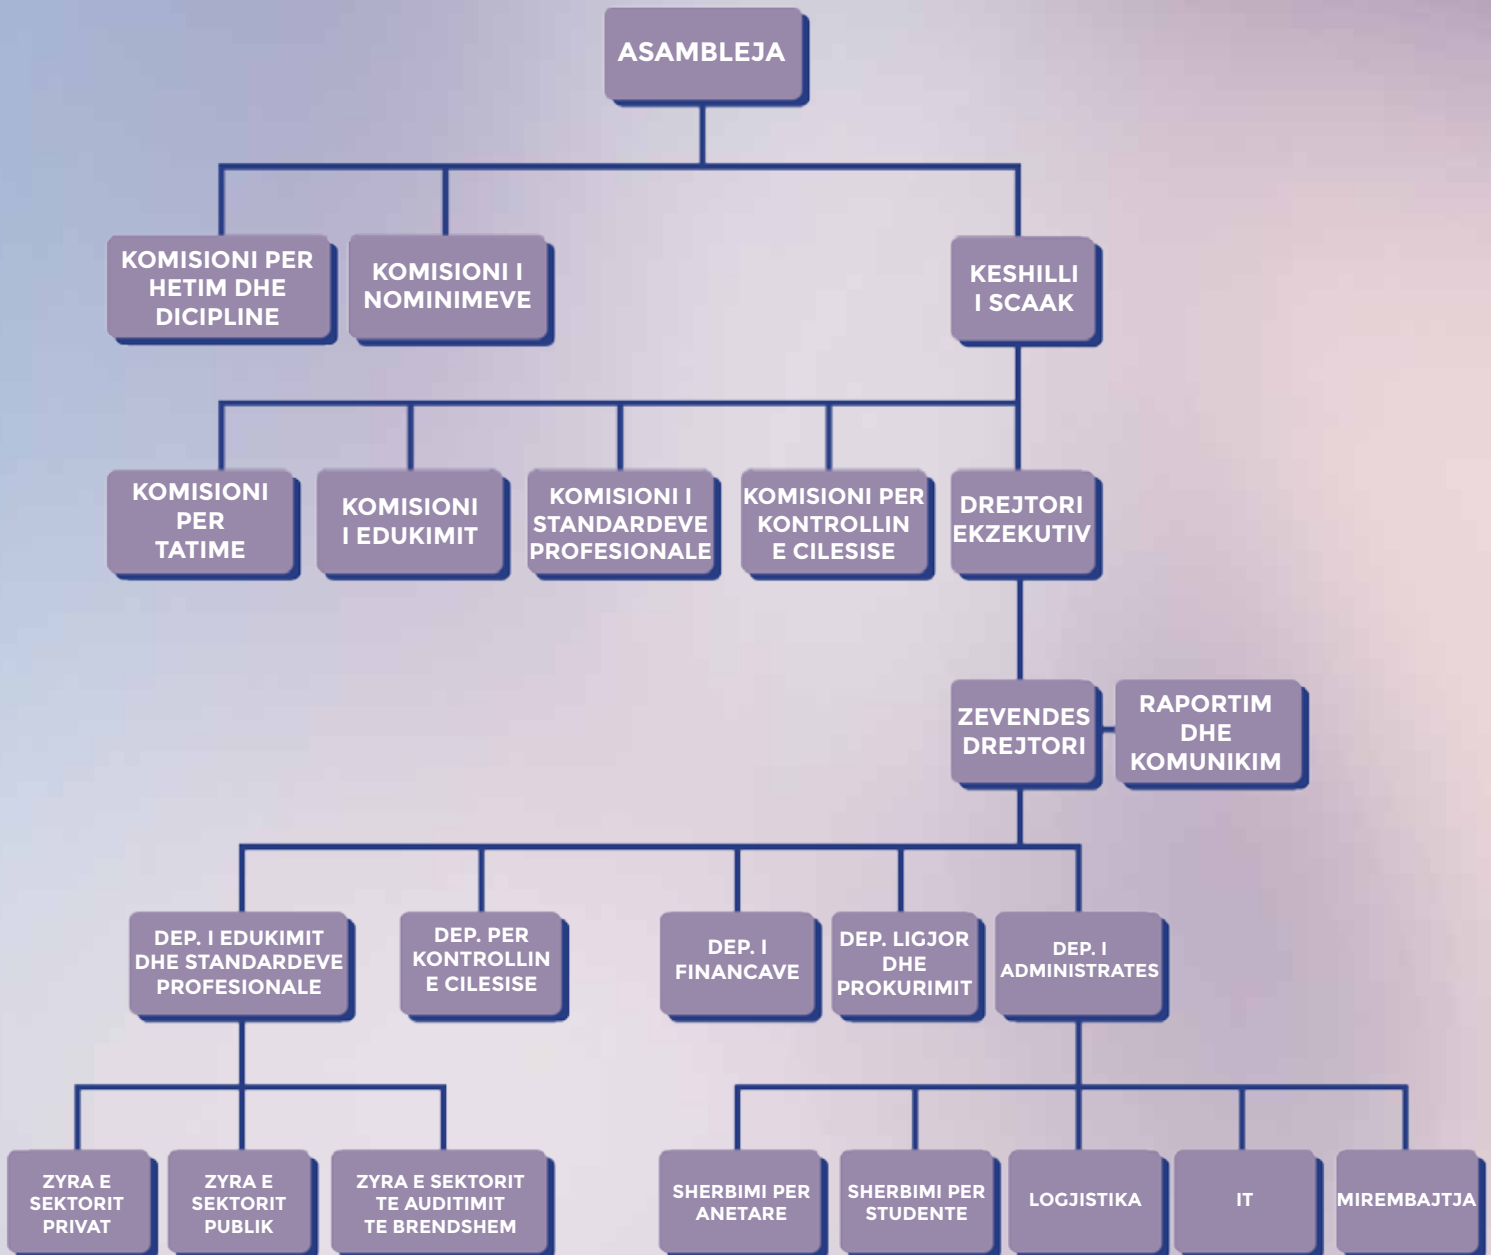 ASAMBLEJA
KOMISIONI PER
HETIM DHE
DICIPLINE
KOMISIONI I
NOMINIMEVE
KESHILLI
I SCAAK
KOMISIONI
PER
TATIME
KOMISIONI
I EDUKIMIT
KOMISIONI I
STANDARDEVE
PROFESIONALE
KOMISIONI PER
KONTROLLIN
E CILESISE
DREJTORI
EKZEKUTIV
ZEVENDES
DREJTORI
RAPORTIM
DHE
KOMUNIKIM
DEP. I EDUKIMIT
DHE STANDARDEVE
PROFESIONALE
DEP. PER
KONTROLLIN
E CILESISE
DEP. I
FINANCAVE
DEP. LIGJOR
DHE
PROKURIMIT
DEP. I
ADMINISTRATES
ZYRA E
SEKTORIT
PRIVAT
ZYRA E
SEKTORIT
PUBLIK
ZYRA E SEKTORIT
TE AUDITIMIT
TE BRENDSHEM
SHERBIMI PER
ANETARE
SHERBIMI PER
STUDENTE
LOGJISTIKA
IT
MIREMBAJTJA